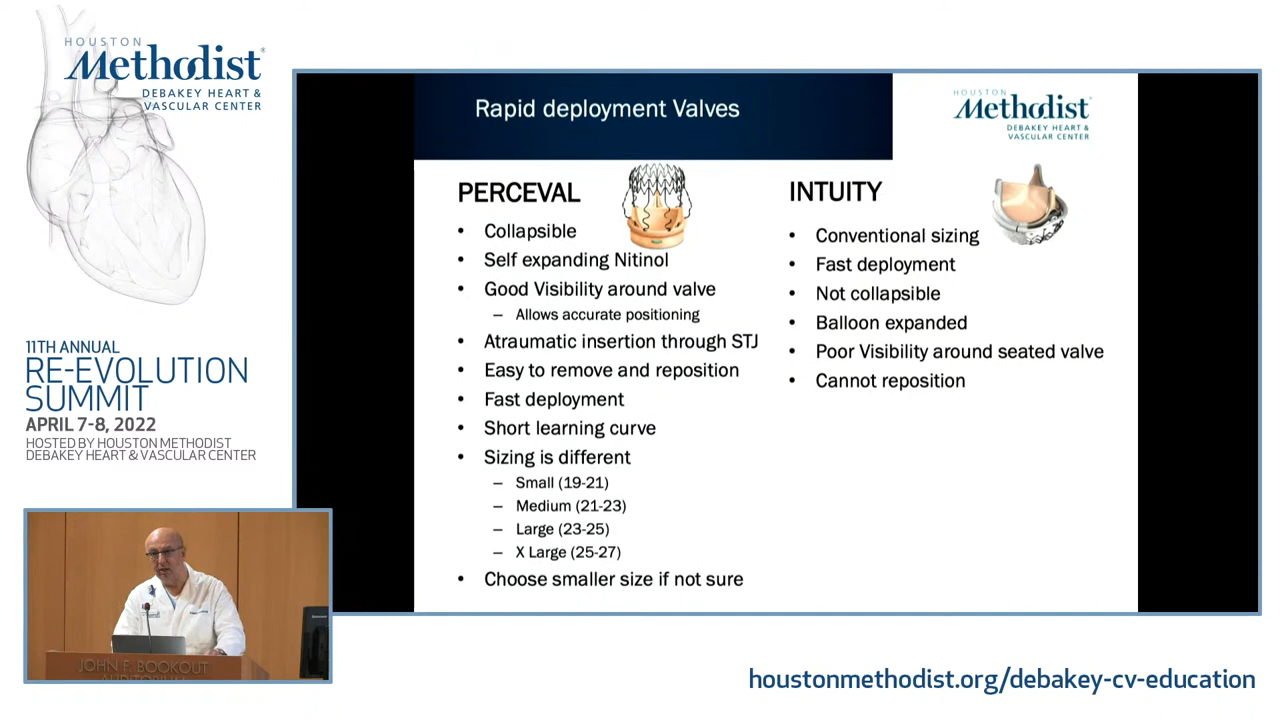 HOUSTON
Methodist
DEBAKEY HEART &
VASCULAR CENTER
11TH ANNUAL
RE-EVOLUTION
SUMMIT
APRIL 7-8, 2022
HOSTED BY HOUSTON METHODIST
DEBAKEY HEART & VASCULAR CENTER
Rapid deployment Valves
HOUSTON
Methodist
DEBAKEY HEART &
VASCULAR CENTER
PERCEVAL
• Collapsible
• Self expanding Nitinol
• Good Visibility around valve
– Allows accurate positioning
• Atraumatic insertion through STJ
• Easy to remove and reposition
• Fast deployment
• Short learning curve
• Sizing is different
– Small (19-21)
– Medium (21-23)
– Large (23-25)
– X Large (25-27)
• Choose smaller size if not sure
INTUITY
• Conventional sizing
• Fast deployment
• Not collapsible
• Balloon expanded
• Poor Visibility around seated valve
• Cannot reposition
JOHN F. BOOKOUT
AUDITORIUM
houstonmethodist.org/debakey-cv-education